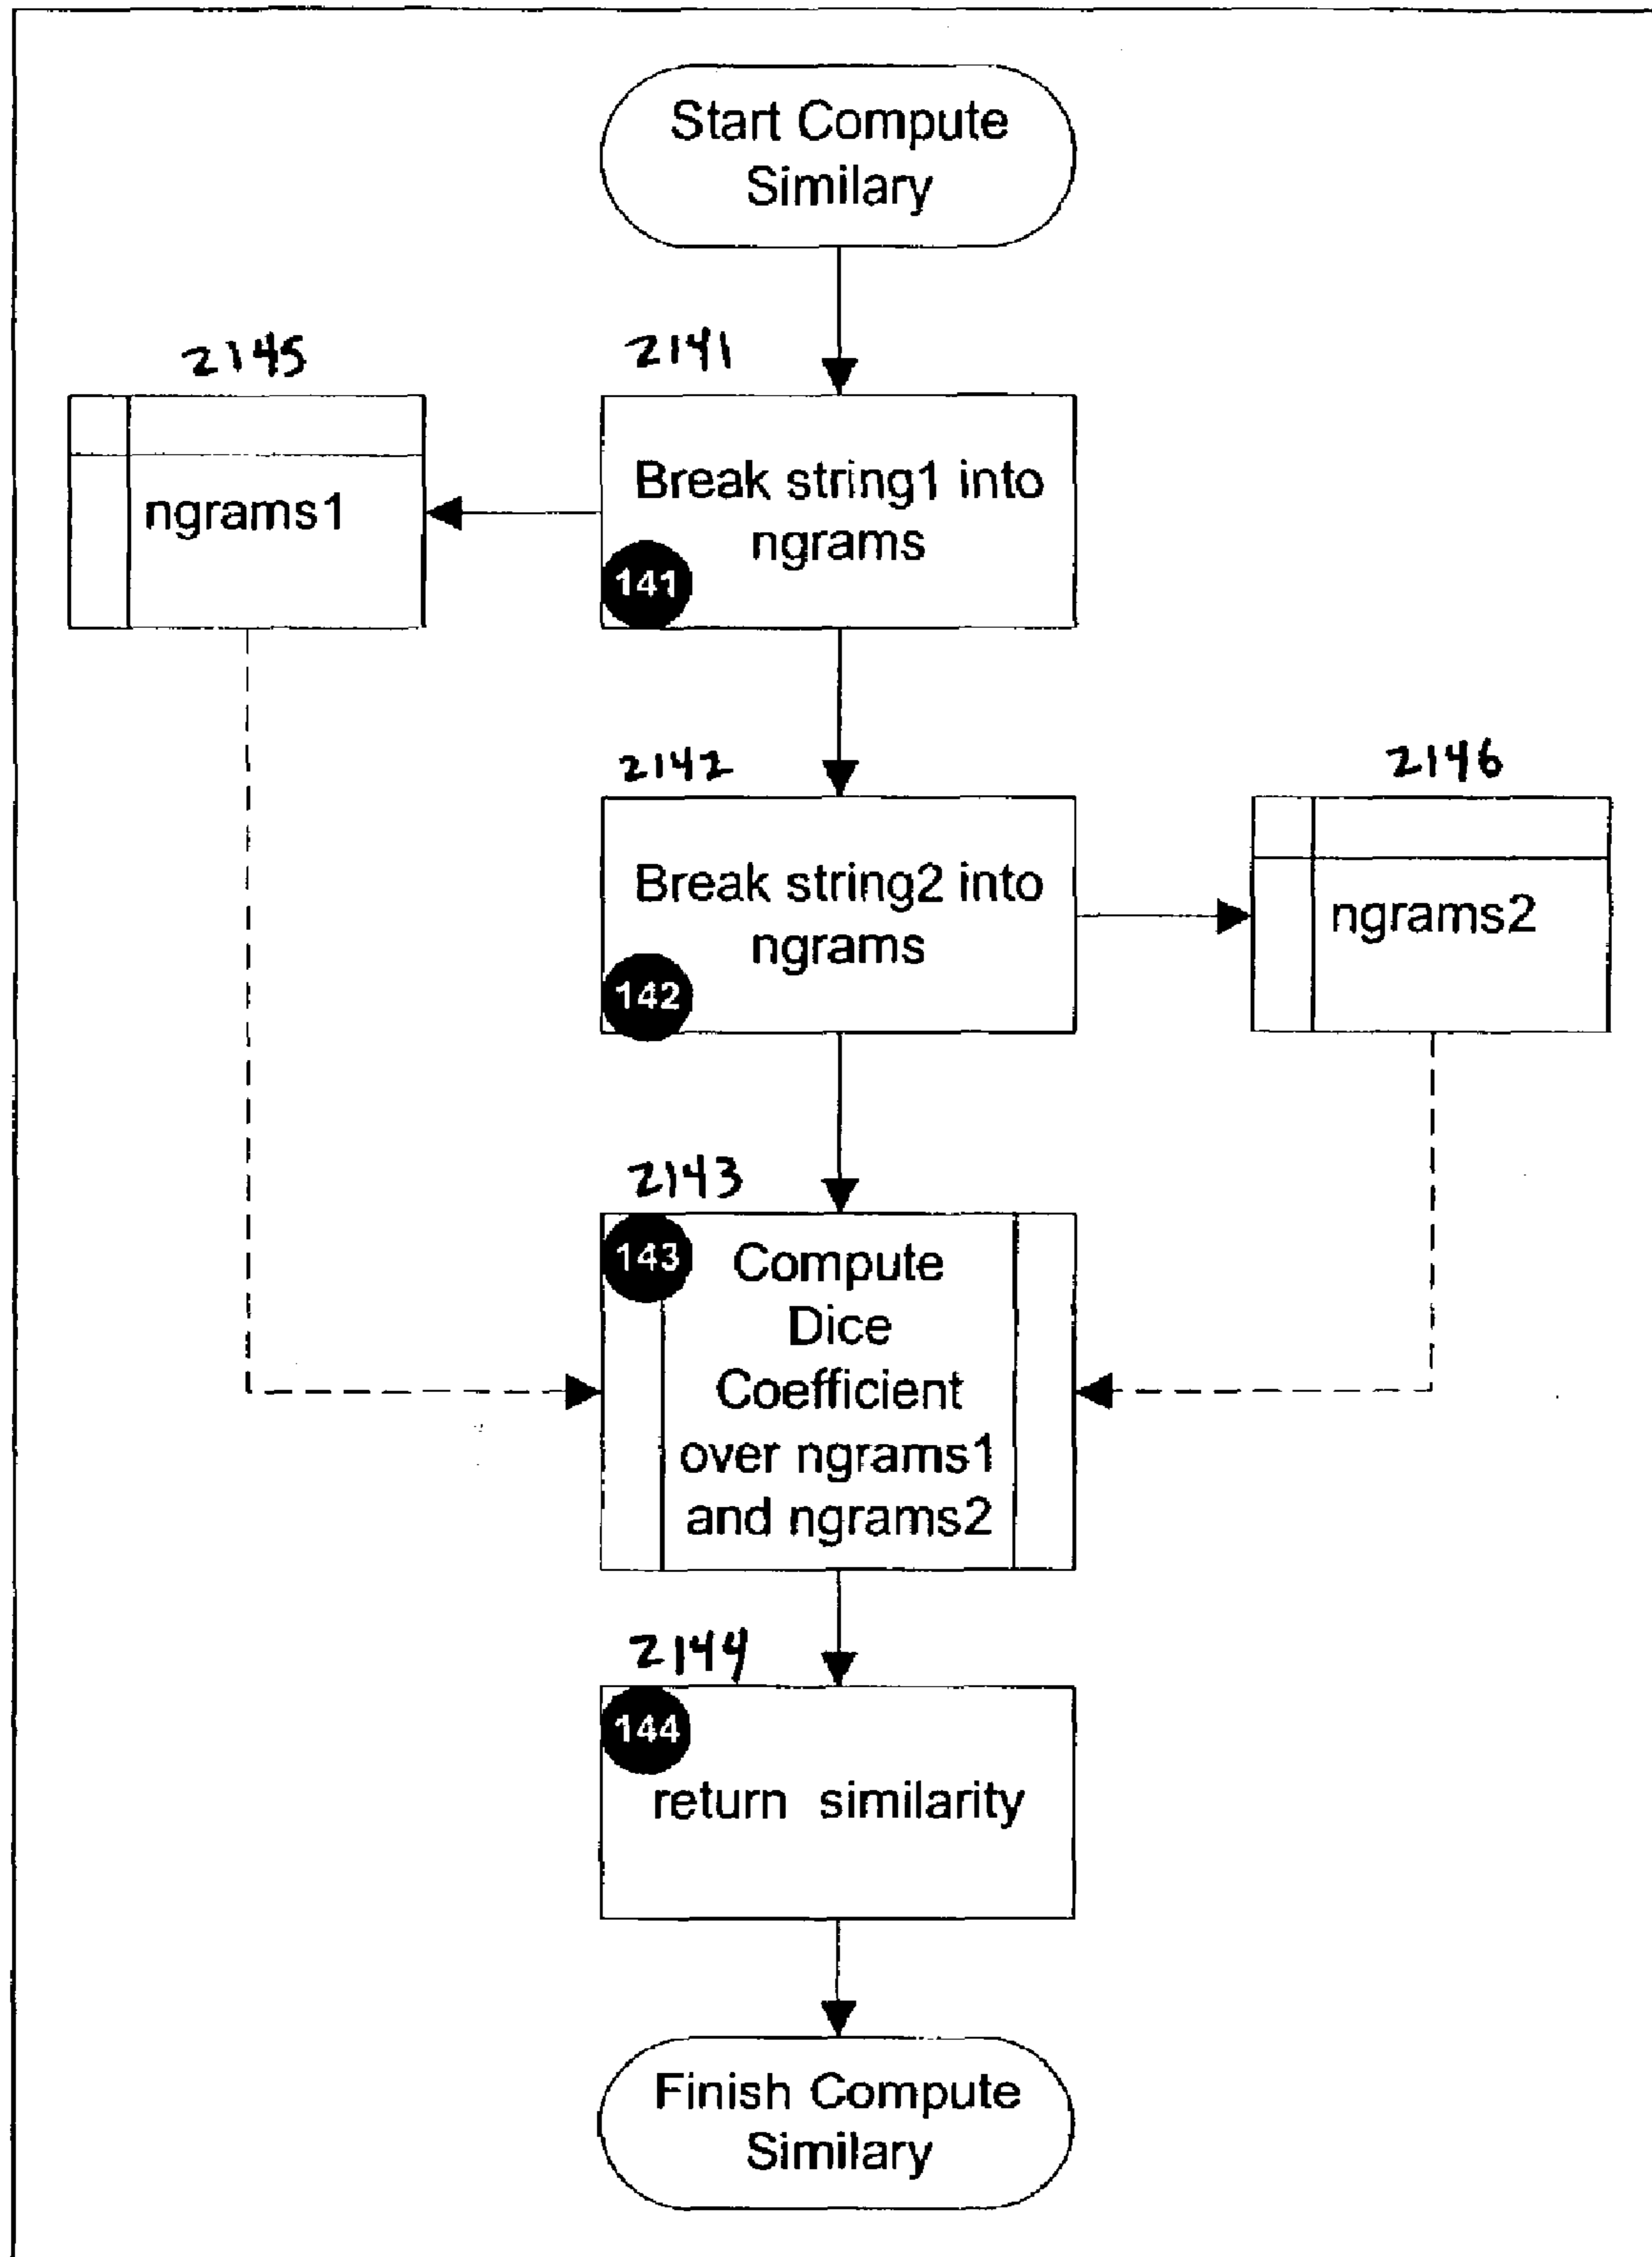 Start Compute
Similary
2145
2141
ngrams1
Break string1 into
ngrams
141
2142
2146
Break string2 into
ngrams
142
ngrams2
2143
143
Compute
Dice
Coefficient
over ngrams1
and ngrams2
2144
144
return similarity
Finish Compute
Similary